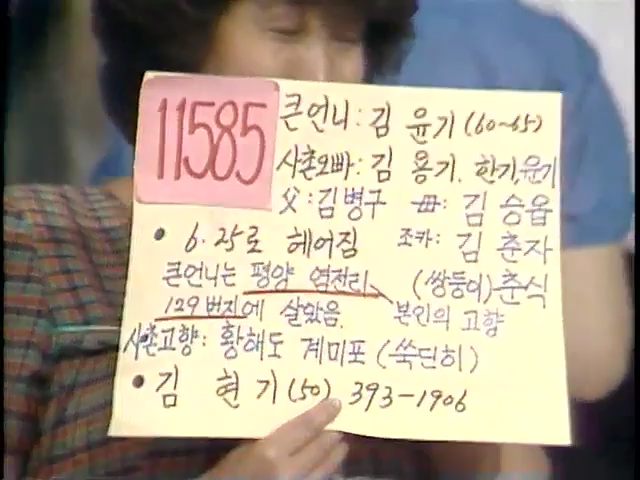 11585
큰언니: 김 윤기 (60~65)
사촌오빠: 김 용기. 한기, 윤기
父: 김병구 母: 김 승읍
• 6.25로 헤어짐 조카: 김 춘자
큰언니는 평양 역전리 (쌍둥이) 춘식
129번지에 살았음. 본인의 고향
사촌고향: 황해도 계미포 (쑥딘히)
• 김 현기 (50) 393-1906